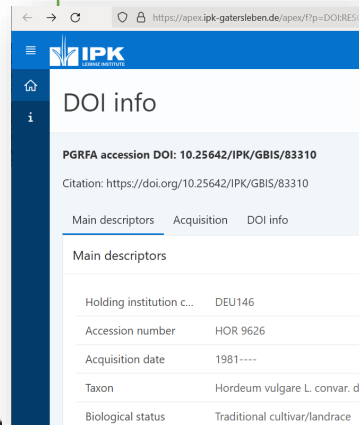 https://apex.ipk-gatersleben.de/apex/f?p=DOI:RES
IPK
LEIBNIZ INSTITUTE
DOI info
PGRFA accession DOI: 10.25642/IPK/GBIS/83310
Citation: https://doi.org/10.25642/IPK/GBIS/83310
Main descriptors Acquisition DOI info
Main descriptors
Holding institution c... DEU146
Accession number HOR 9626
Acquisition date 1981----
Taxon Hordeum vulgare L. convar. d
Biological status Traditional cultivar/landrace